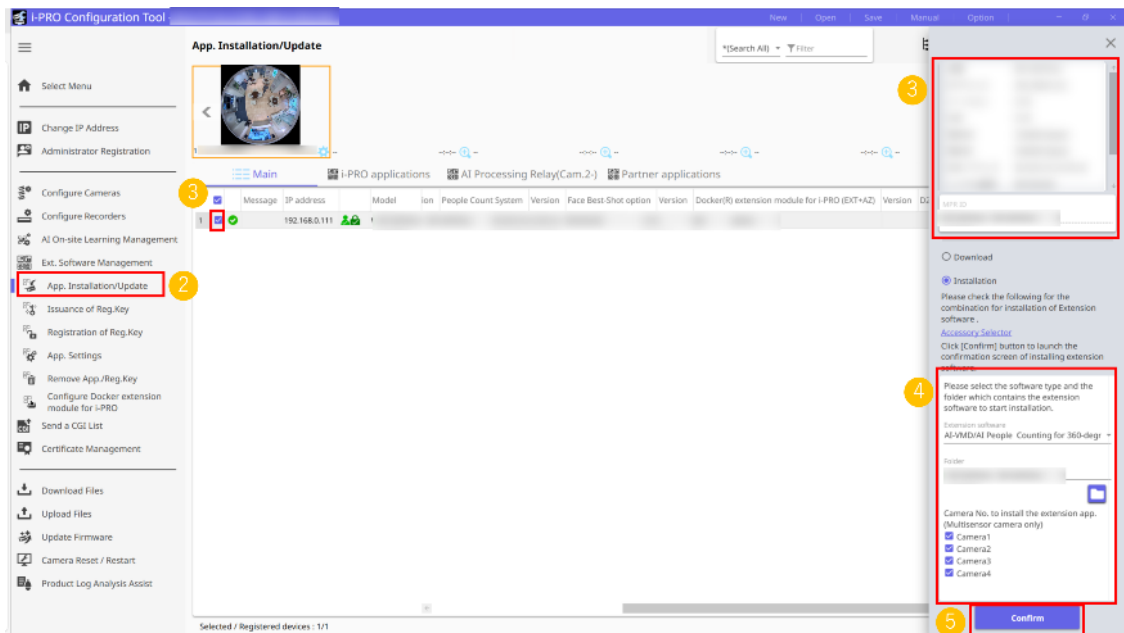 i-PRO Configuration Tool -
New | Open | Save | Manual | Option |
App. Installation/Update
*(Search All) Filter
Select Menu
Change IP Address
Administrator Registration
Configure Cameras
Configure Recorders
AI On-site Learning Management
Ext. Software Management
App. Installation/Update
2
Issuance of Reg.Key
Registration of Reg.Key
App. Settings
Remove App./Reg.Key
Configure Docker extension
module for i-PRO
Send a CGI List
Certificate Management
Download Files
Upload Files
Update Firmware
Camera Reset / Restart
Product Log Analysis Assist
Main
i-PRO applications
AI Processing Relay(Cam.2-)
Partner applications
3
Message IP address Model ion People Count System Version Face Best-Shot option Version Docker(R) extension module for i-PRO (EXT+AZ) Version
1 192.168.0.111
Selected / Registered devices : 1/1
3
MPR ID
Download
Installation
Please check the following for the
combination for installation of Extension
software .
Accessory Selector
Click [Confirm] button to launch the
confirmation screen of installing extension
software.
4
Please select the software type and the
folder which contains the extension
software to start installation.
Extension software
AI-VMD/AI People Counting for 360-degr
Folder
Camera No. to install the extension app.
(Multisensor camera only)
Camera1
Camera2
Camera3
Camera4
5
Confirm